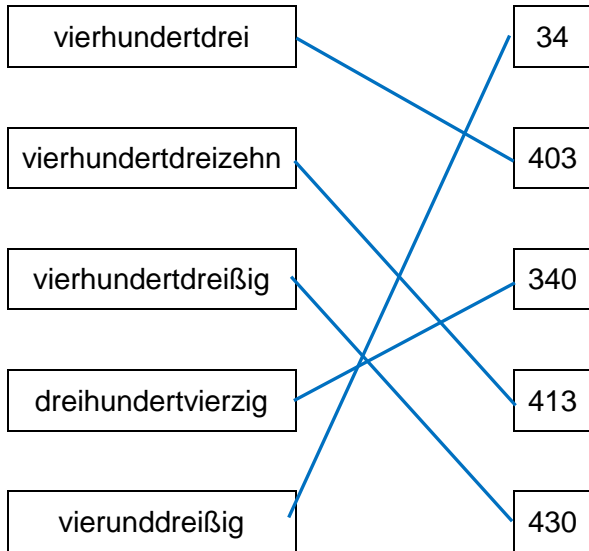 vierhundertdrei 34
vierhundertdreizehn 403
vierhundertdreißig 340
dreihundertvierzig 413
vierunddreißig 430